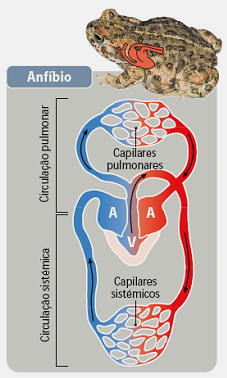 Anfíbio
Circulação pulmonar
Capilares
pulmonares
A
A
V
Circulação sistémica
Capilares
sistémicos